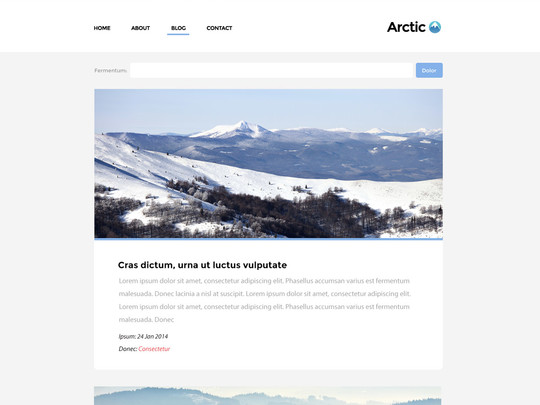 HOME ABOUT BLOG CONTACT Arctic
Fermentum: Dolor
Cras dictum, urna ut luctus vulputate
Lorem ipsum dolor sit amet, consectetur adipiscing elit. Phasellus accumsan varius est fermentum
malesuada. Donec lacinia a nisl at suscipit. Lorem ipsum dolor sit amet, consectetur adipiscing elit.
Lorem ipsum dolor sit amet, consectetur adipiscing elit. Phasellus accumsan varius est fermentum
malesuada. Donec
Ipsum: 24 Jan 2014
Donec: Consectetur